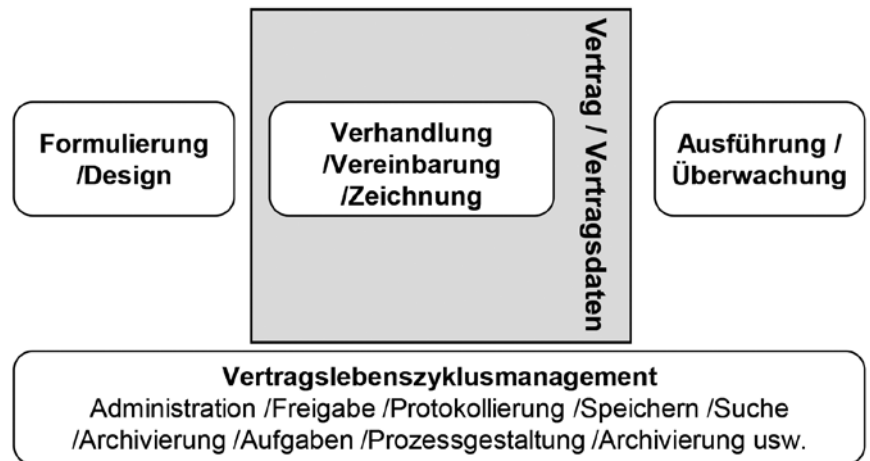 Formulierung
/Design
Verhandlung
/Vereinbarung
/Zeichnung
Vertrag / Vertragsdaten
Ausführung /
Überwachung
Vertragslebenszyklusmanagement
Administration /Freigabe /Protokollierung /Speichern /Suche
/Archivierung /Aufgaben /Prozessgestaltung /Archivierung usw.